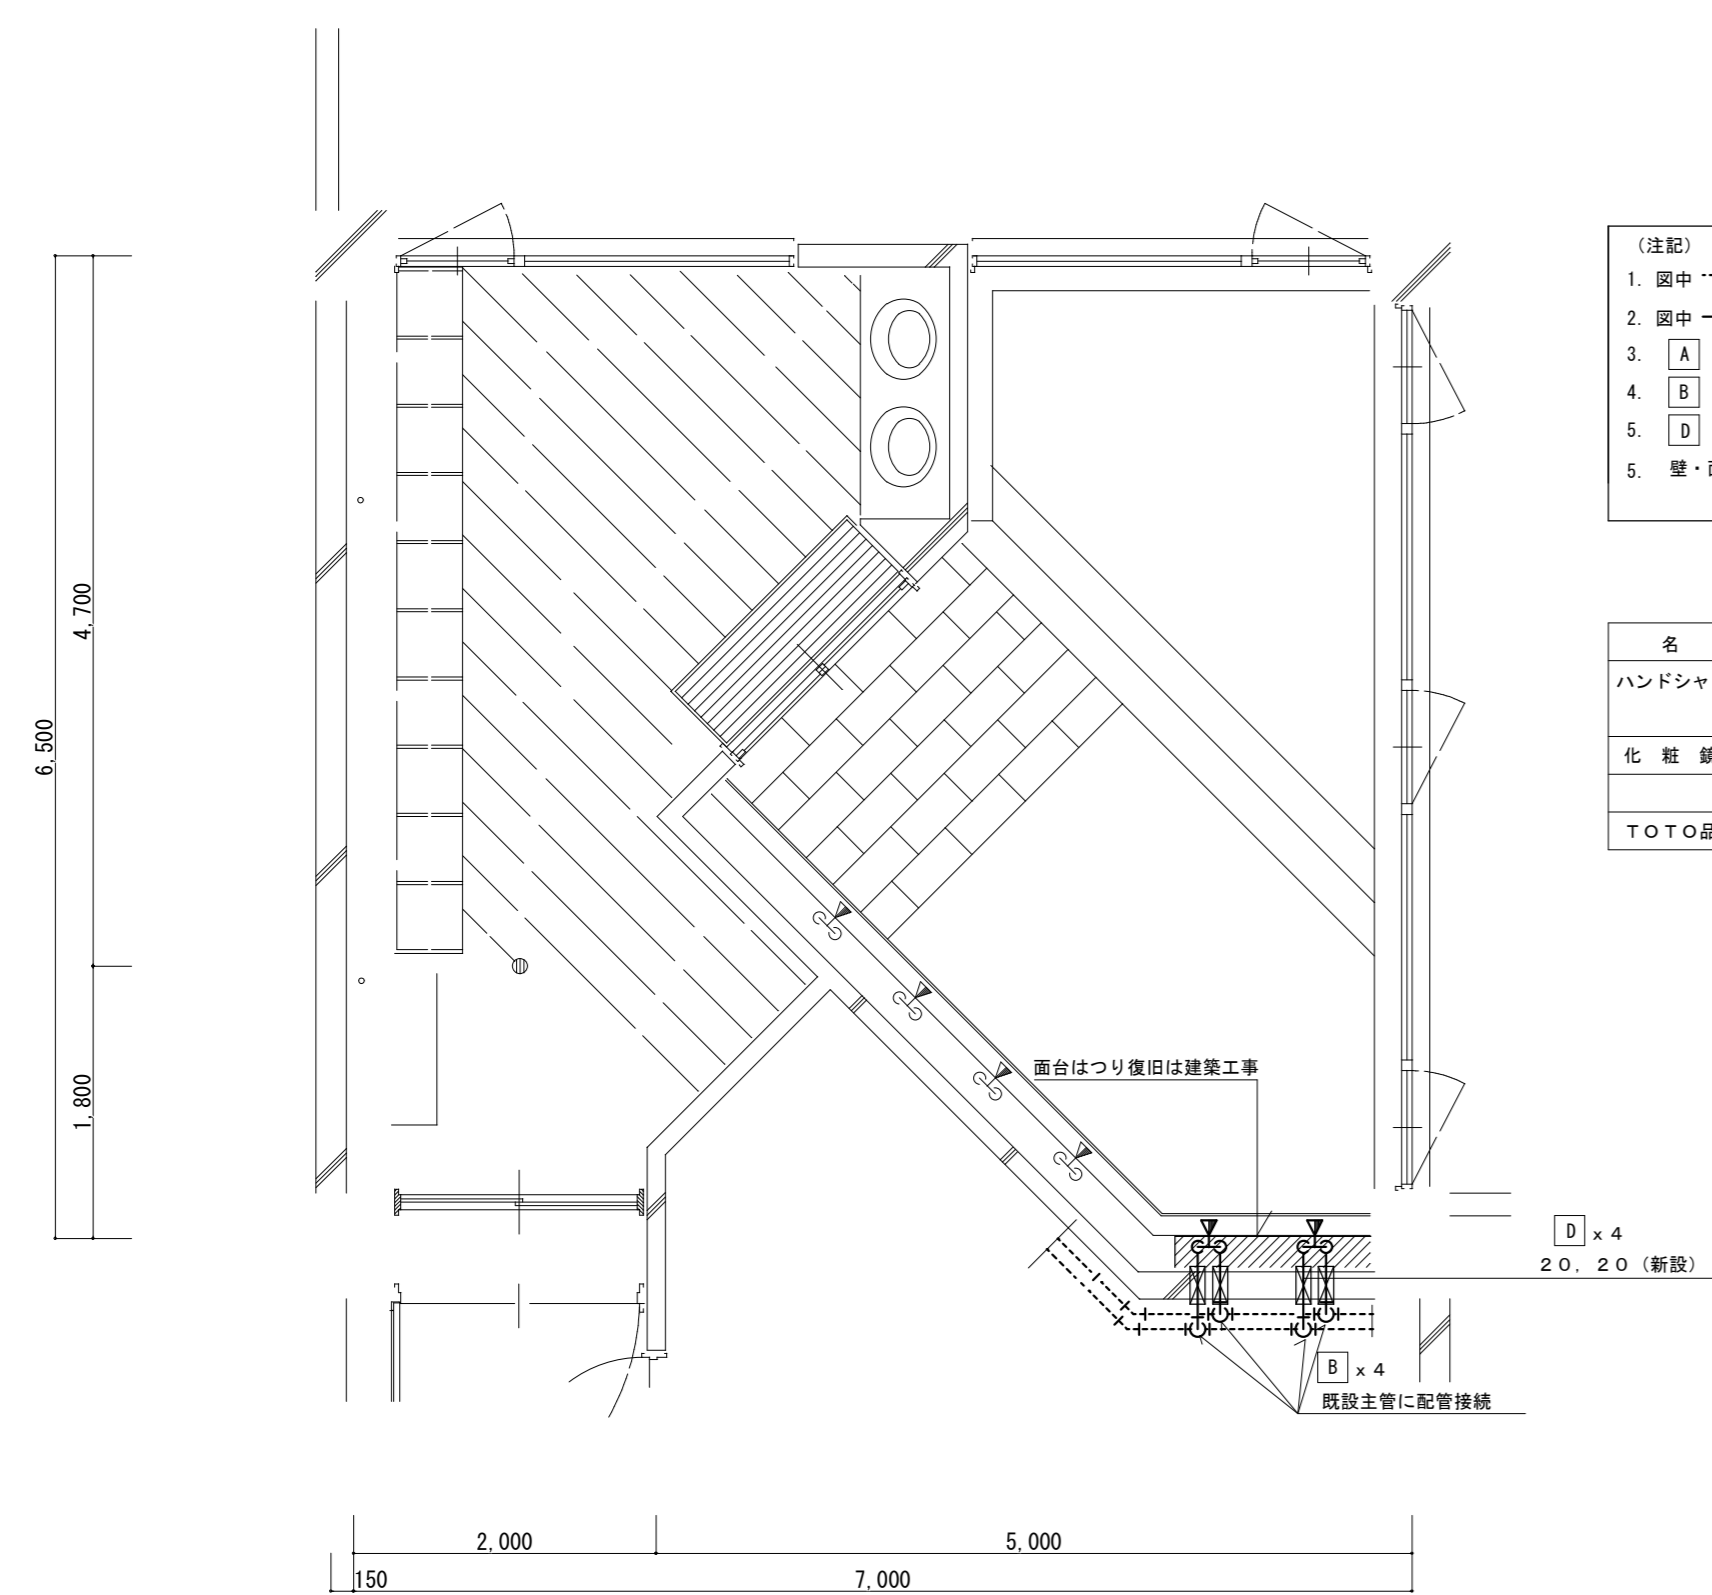 (注記)
1. 図中
2. 図中
3. A
4. B
5. D
5. 壁・
名
ハンドシャ
化 粧 鏡
TOTO品
4,700
6,500
1,800
面台はつり復旧は建築工事
D x 4
20, 20 (新設)
B x 4
既設主管に配管接続
2,000
5,000
150
7,000